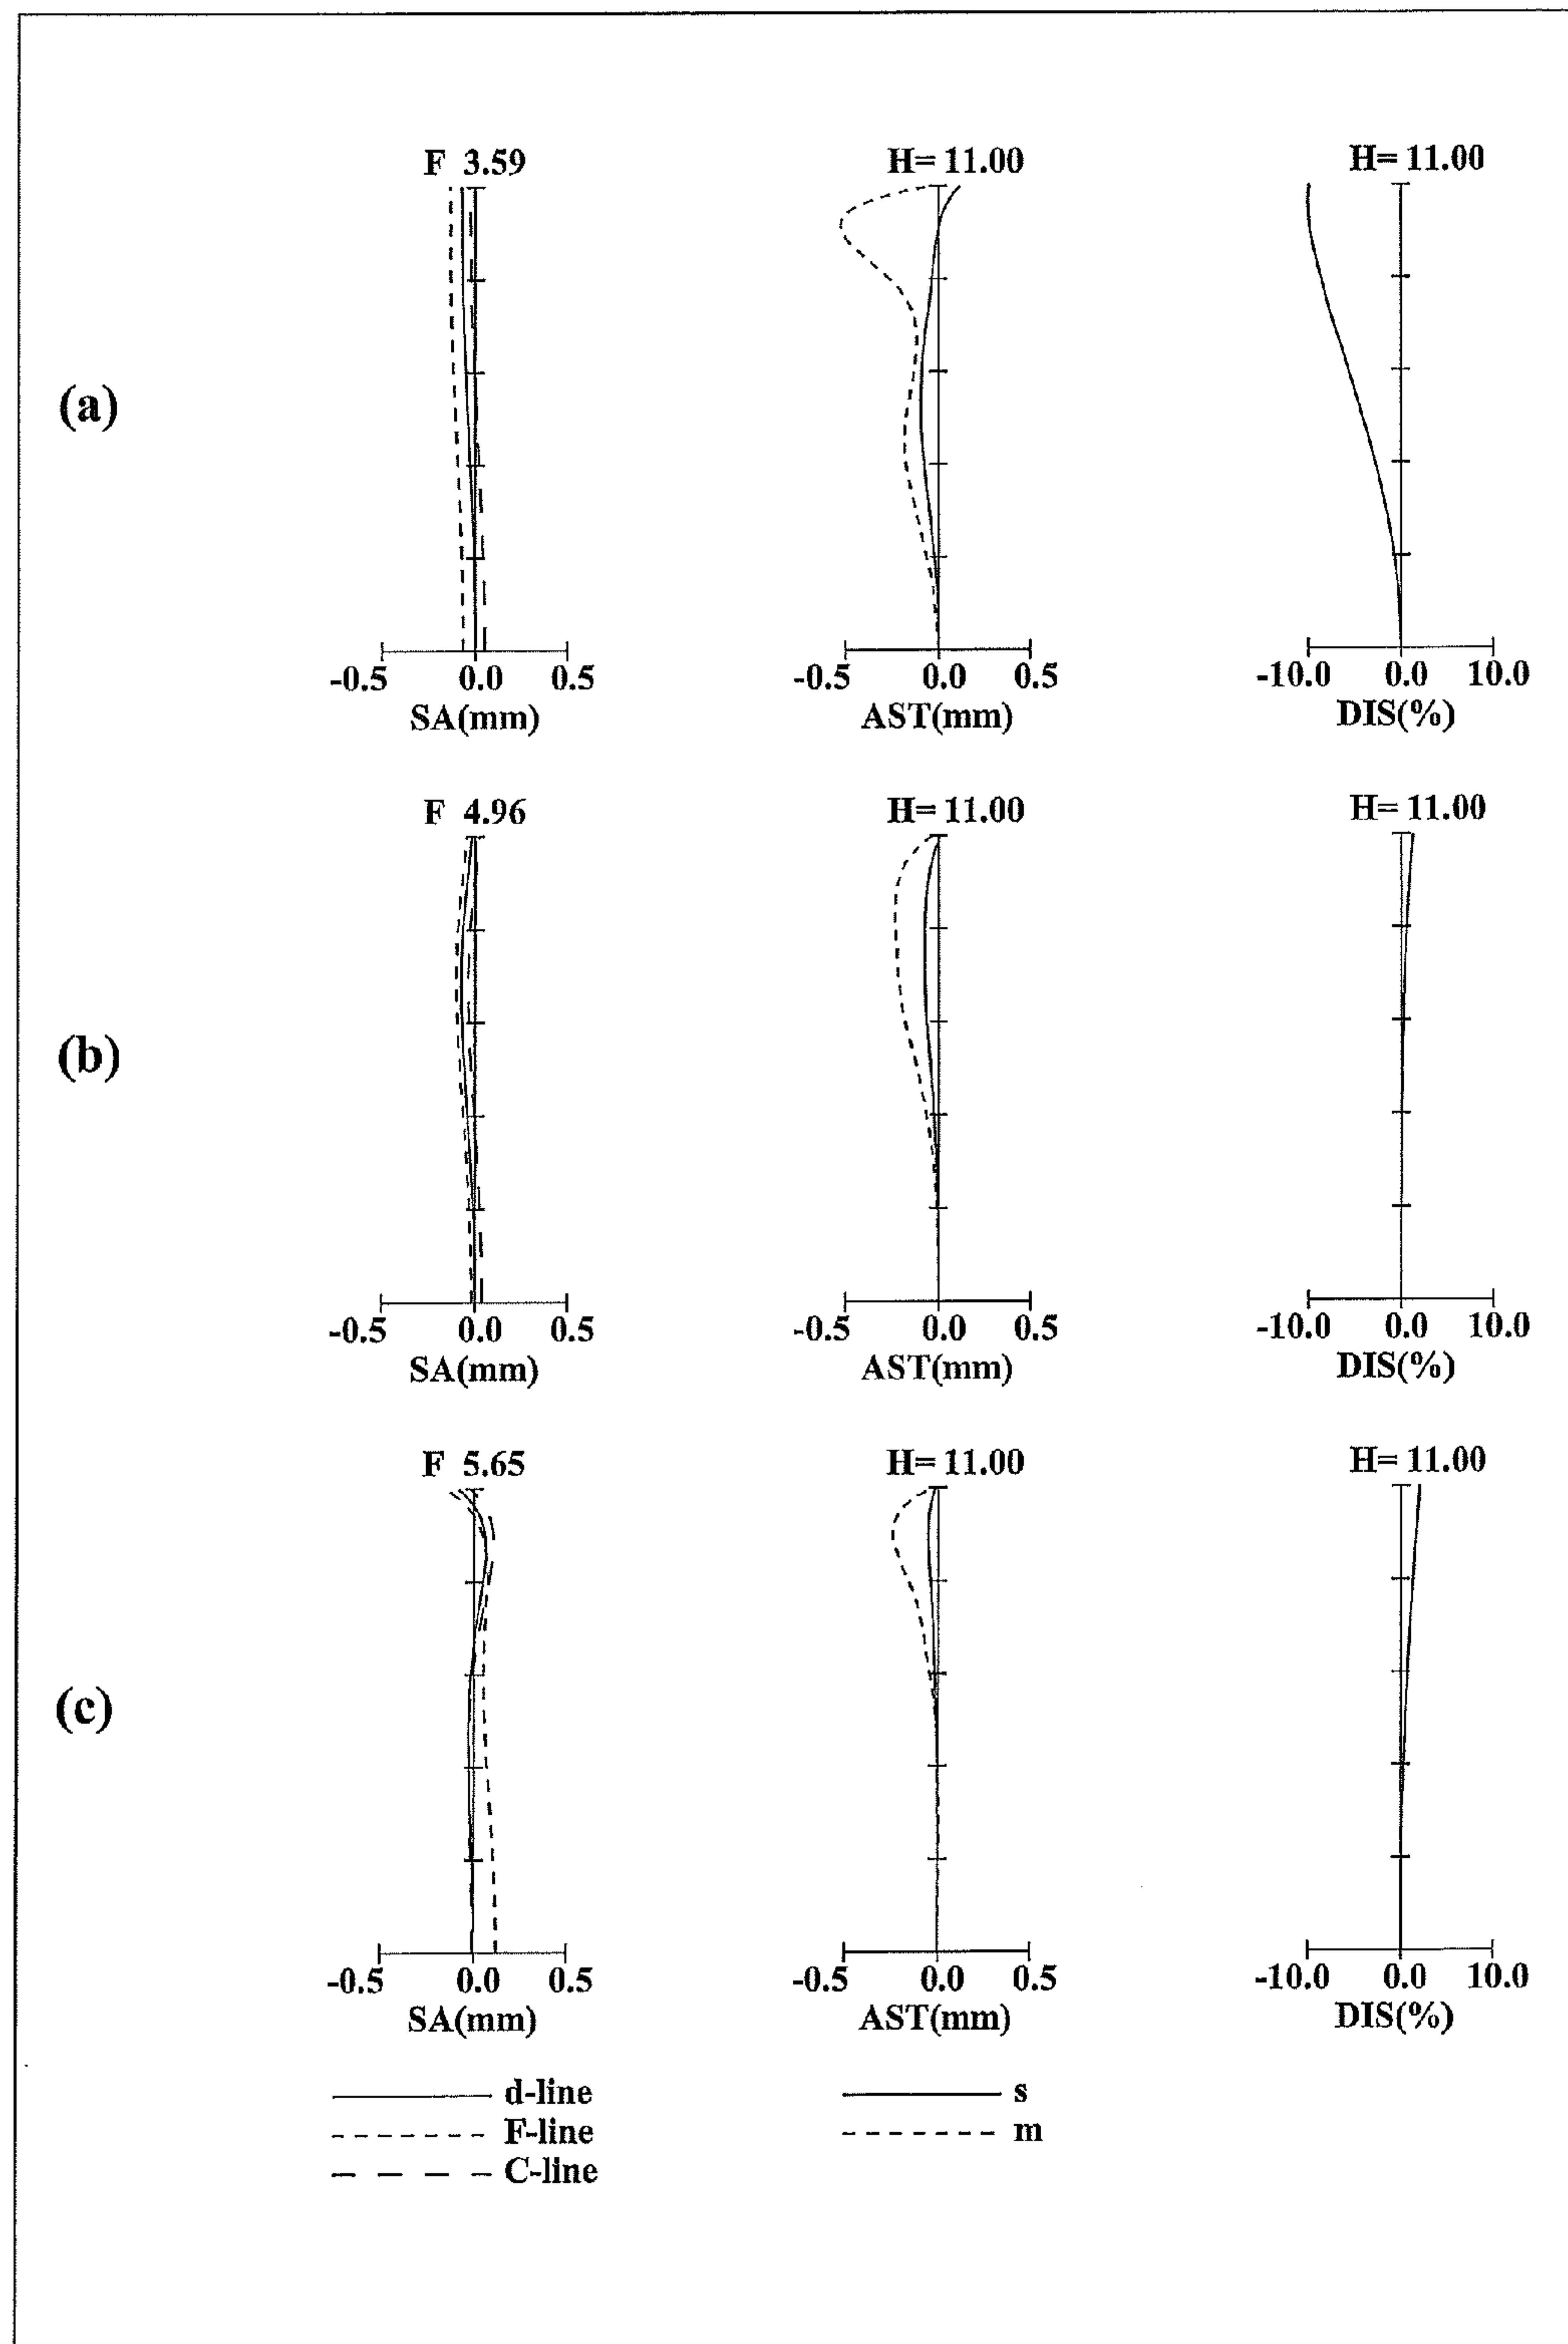 F 3.59 H= 11.00 H= 11.00
(a)
-0.5 0.0 0.5 -0.5 0.0 0.5 -10.0 0.0 10.0
SA(mm) AST(mm) DIS(%)
F 4.96 H= 11.00 H= 11.00
(b)
-0.5 0.0 0.5 -0.5 0.0 0.5 -10.0 0.0 10.0
SA(mm) AST(mm) DIS(%)
F 5.65 H= 11.00 H= 11.00
(c)
-0.5 0.0 0.5 -0.5 0.0 0.5 -10.0 0.0 10.0
SA(mm) AST(mm) DIS(%)
d-line s
F-line m
C-line